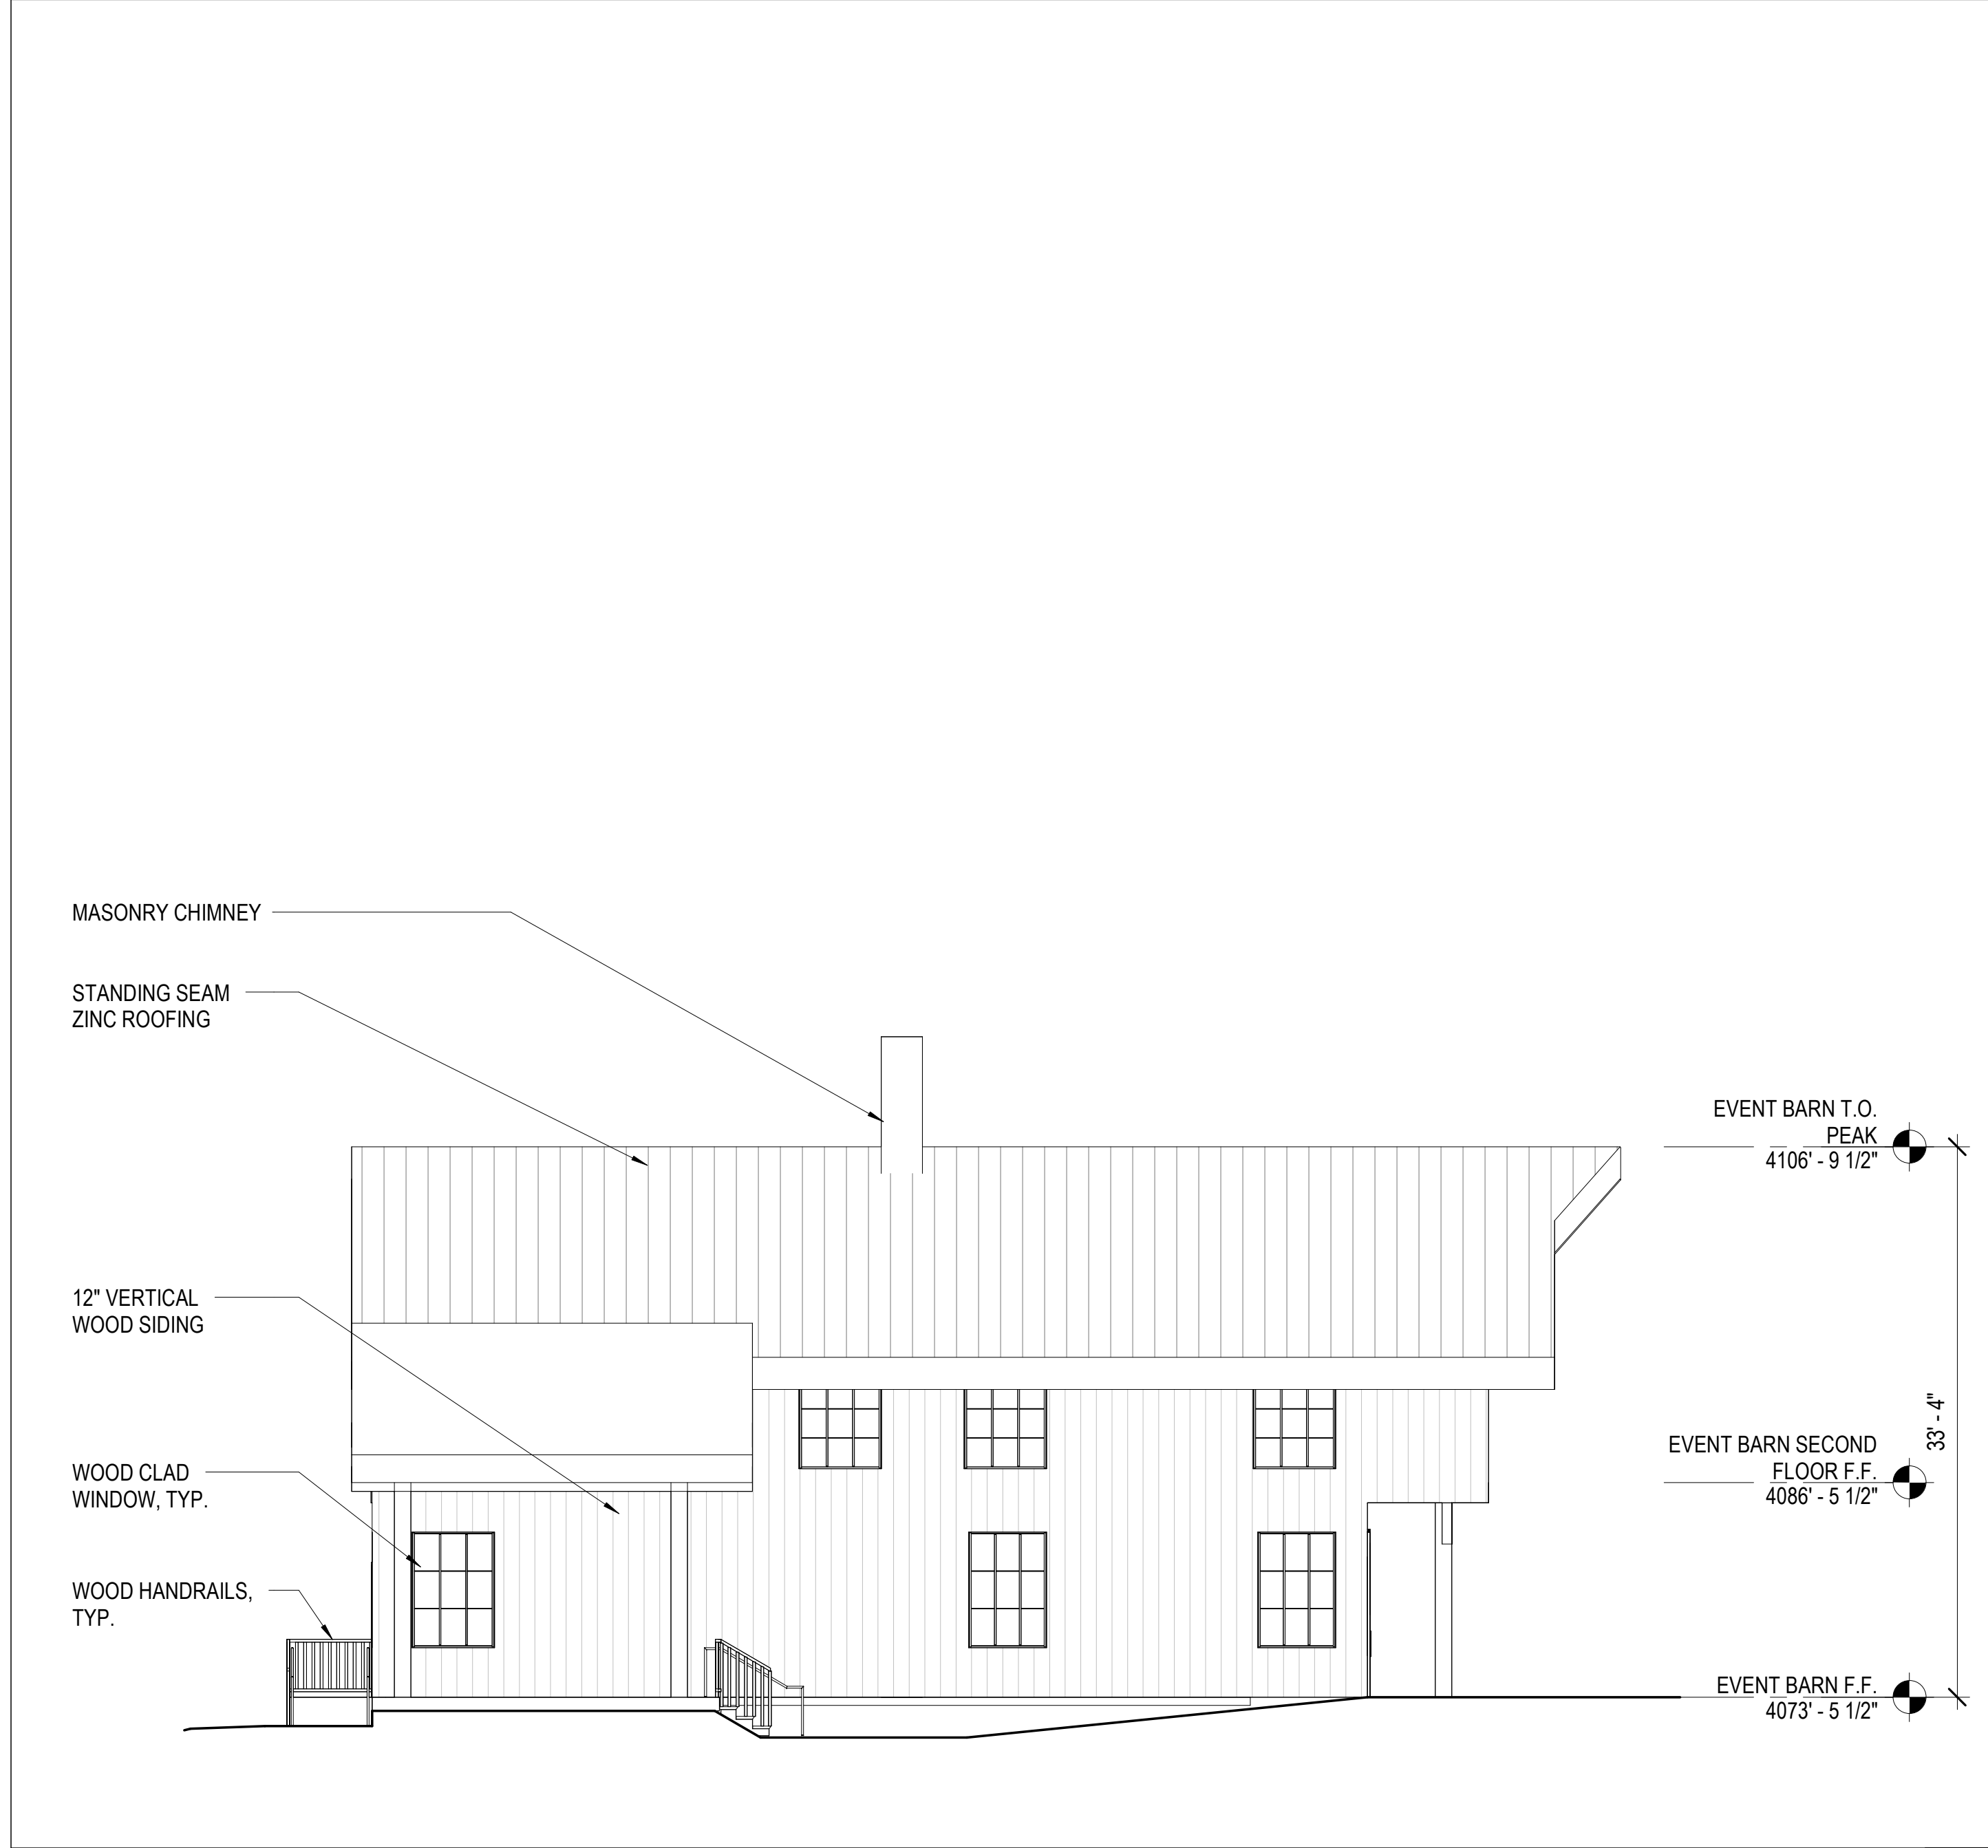 MASONRY CHIMNEY
STANDING SEAM
ZINC ROOFING
12" VERTICAL
WOOD SIDING
WOOD CLAD
WINDOW, TYP.
WOOD HANDRAILS,
TYP.
EVENT BARN T.O.
PEAK
4106' - 9 1/2"
33' - 4"
EVENT BARN SECOND
FLOOR F.F.
4086' - 5 1/2"
EVENT BARN F.F.
4073' - 5 1/2"